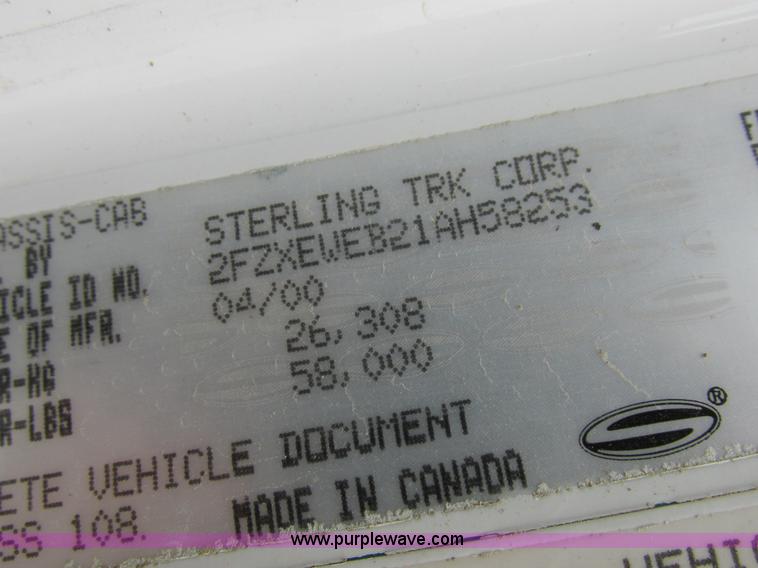 ASSIS-CAB STERLING TRK CORP.
BY 2FZXEWEB21AH58253
ICLE ID NO. 04/00
E OF MFR. 26,308
R-KG 58,000
R-LBS
ETE VEHICLE DOCUMENT
SS 108. MADE IN CANADA
®
www.purplewave.com
VEHIC